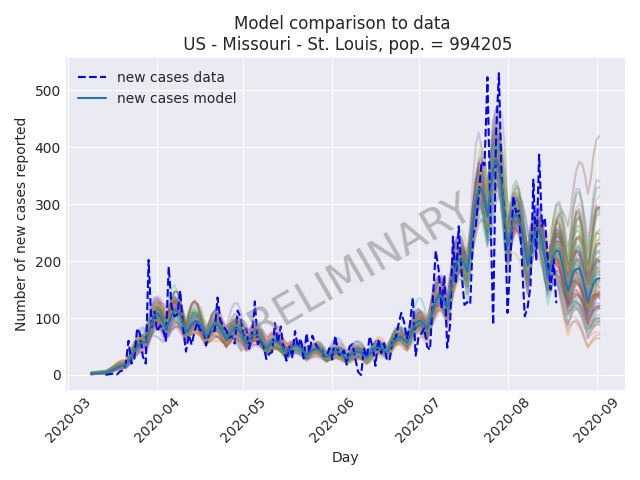 Model comparison to data
US - Missouri - St. Louis, pop. = 994205
new cases data
new cases model
Number of new cases reported
500
400
300
200
100
0
PRELIMINARY
2020-03
2020-04
2020-05
2020-06
2020-07
2020-08
2020-09
Day